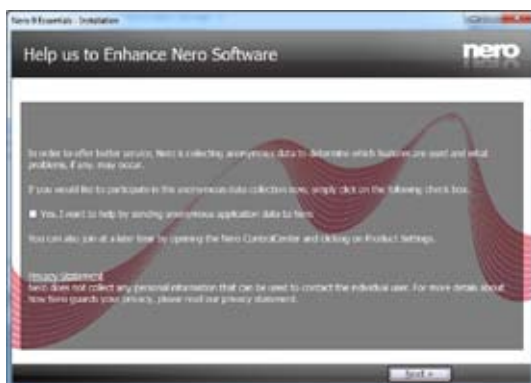 Nero 9 Essentials - Installation
Help us to Enhance Nero Software
nero
In order to offer better service, Nero is collecting anonymous data to determine which features are used and what
problems, if any, may occur.
If you would like to participate in this anonymous data collection now, simply click on the following check box.
Yes, I want to help by sending anonymous application data to Nero
You can also join at a later time by opening the Nero ControlCenter and clicking on Product Settings.
Privacy Statement
Nero does not collect any personal information that can be used to contact the individual user. For more details about
how Nero guards your privacy, please read our privacy statement.
Next >